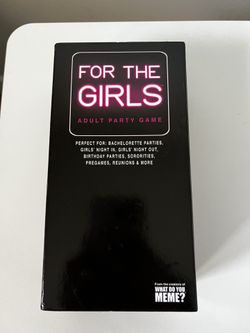 FOR THE
GIRLS
ADULT PARTY GAME
PERFECT FOR: BACHELORETTE PARTIES,
GIRLS' NIGHT IN, GIRLS' NIGHT OUT,
BIRTHDAY PARTIES, SORORITIES,
PREGAMES, REUNIONS & MORE
From the creators of
WHAT DO YOU
MEME?